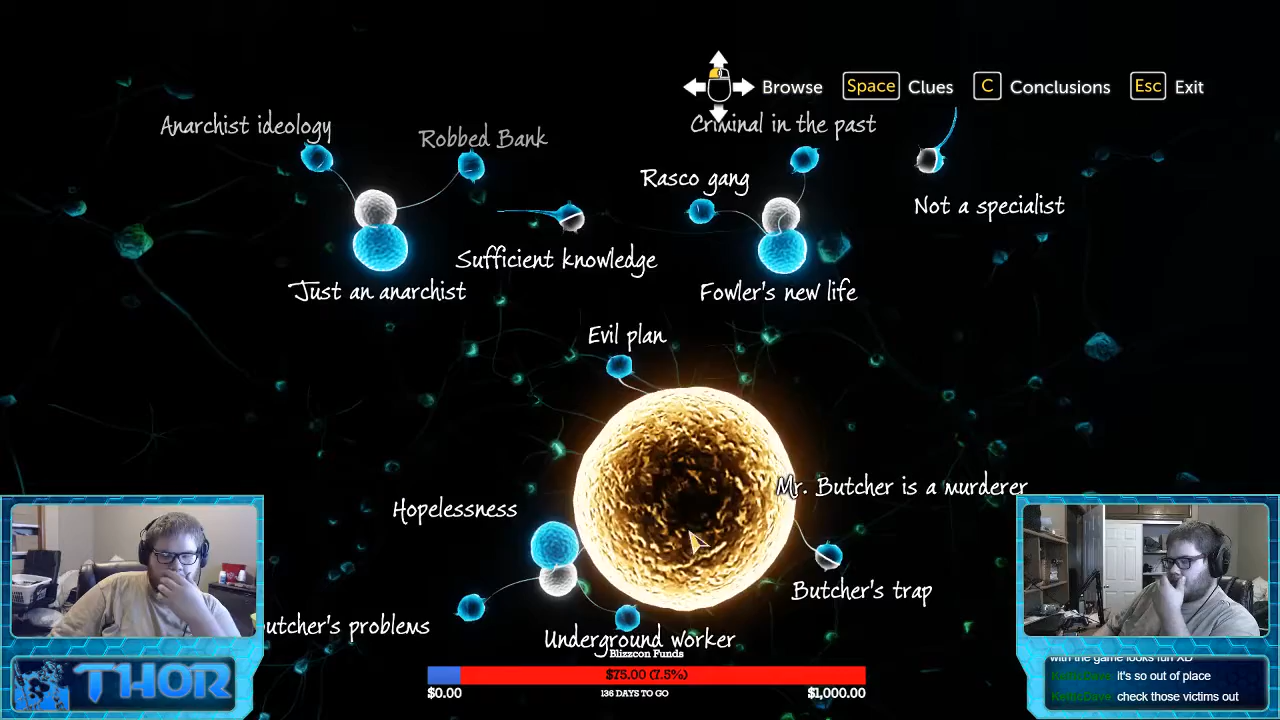 Browse Space Clues C Conclusions Esc Exit
Anarchist ideology
Robbed Bank
Criminal in the past
Rasco gang
Not a specialist
Sufficient knowledge
Just an anarchist
Fowler's new life
Evil plan
Mr. Butcher is a murderer
Hopelessness
Butcher's trap
utcher's problems
Underground worker
Blizzcon Funds
$75.00 (7.5%)
$0.00
136 DAYS TO GO
$1,000.00
THOR
with the game looks fun XD
it's so out of place
check those victims out